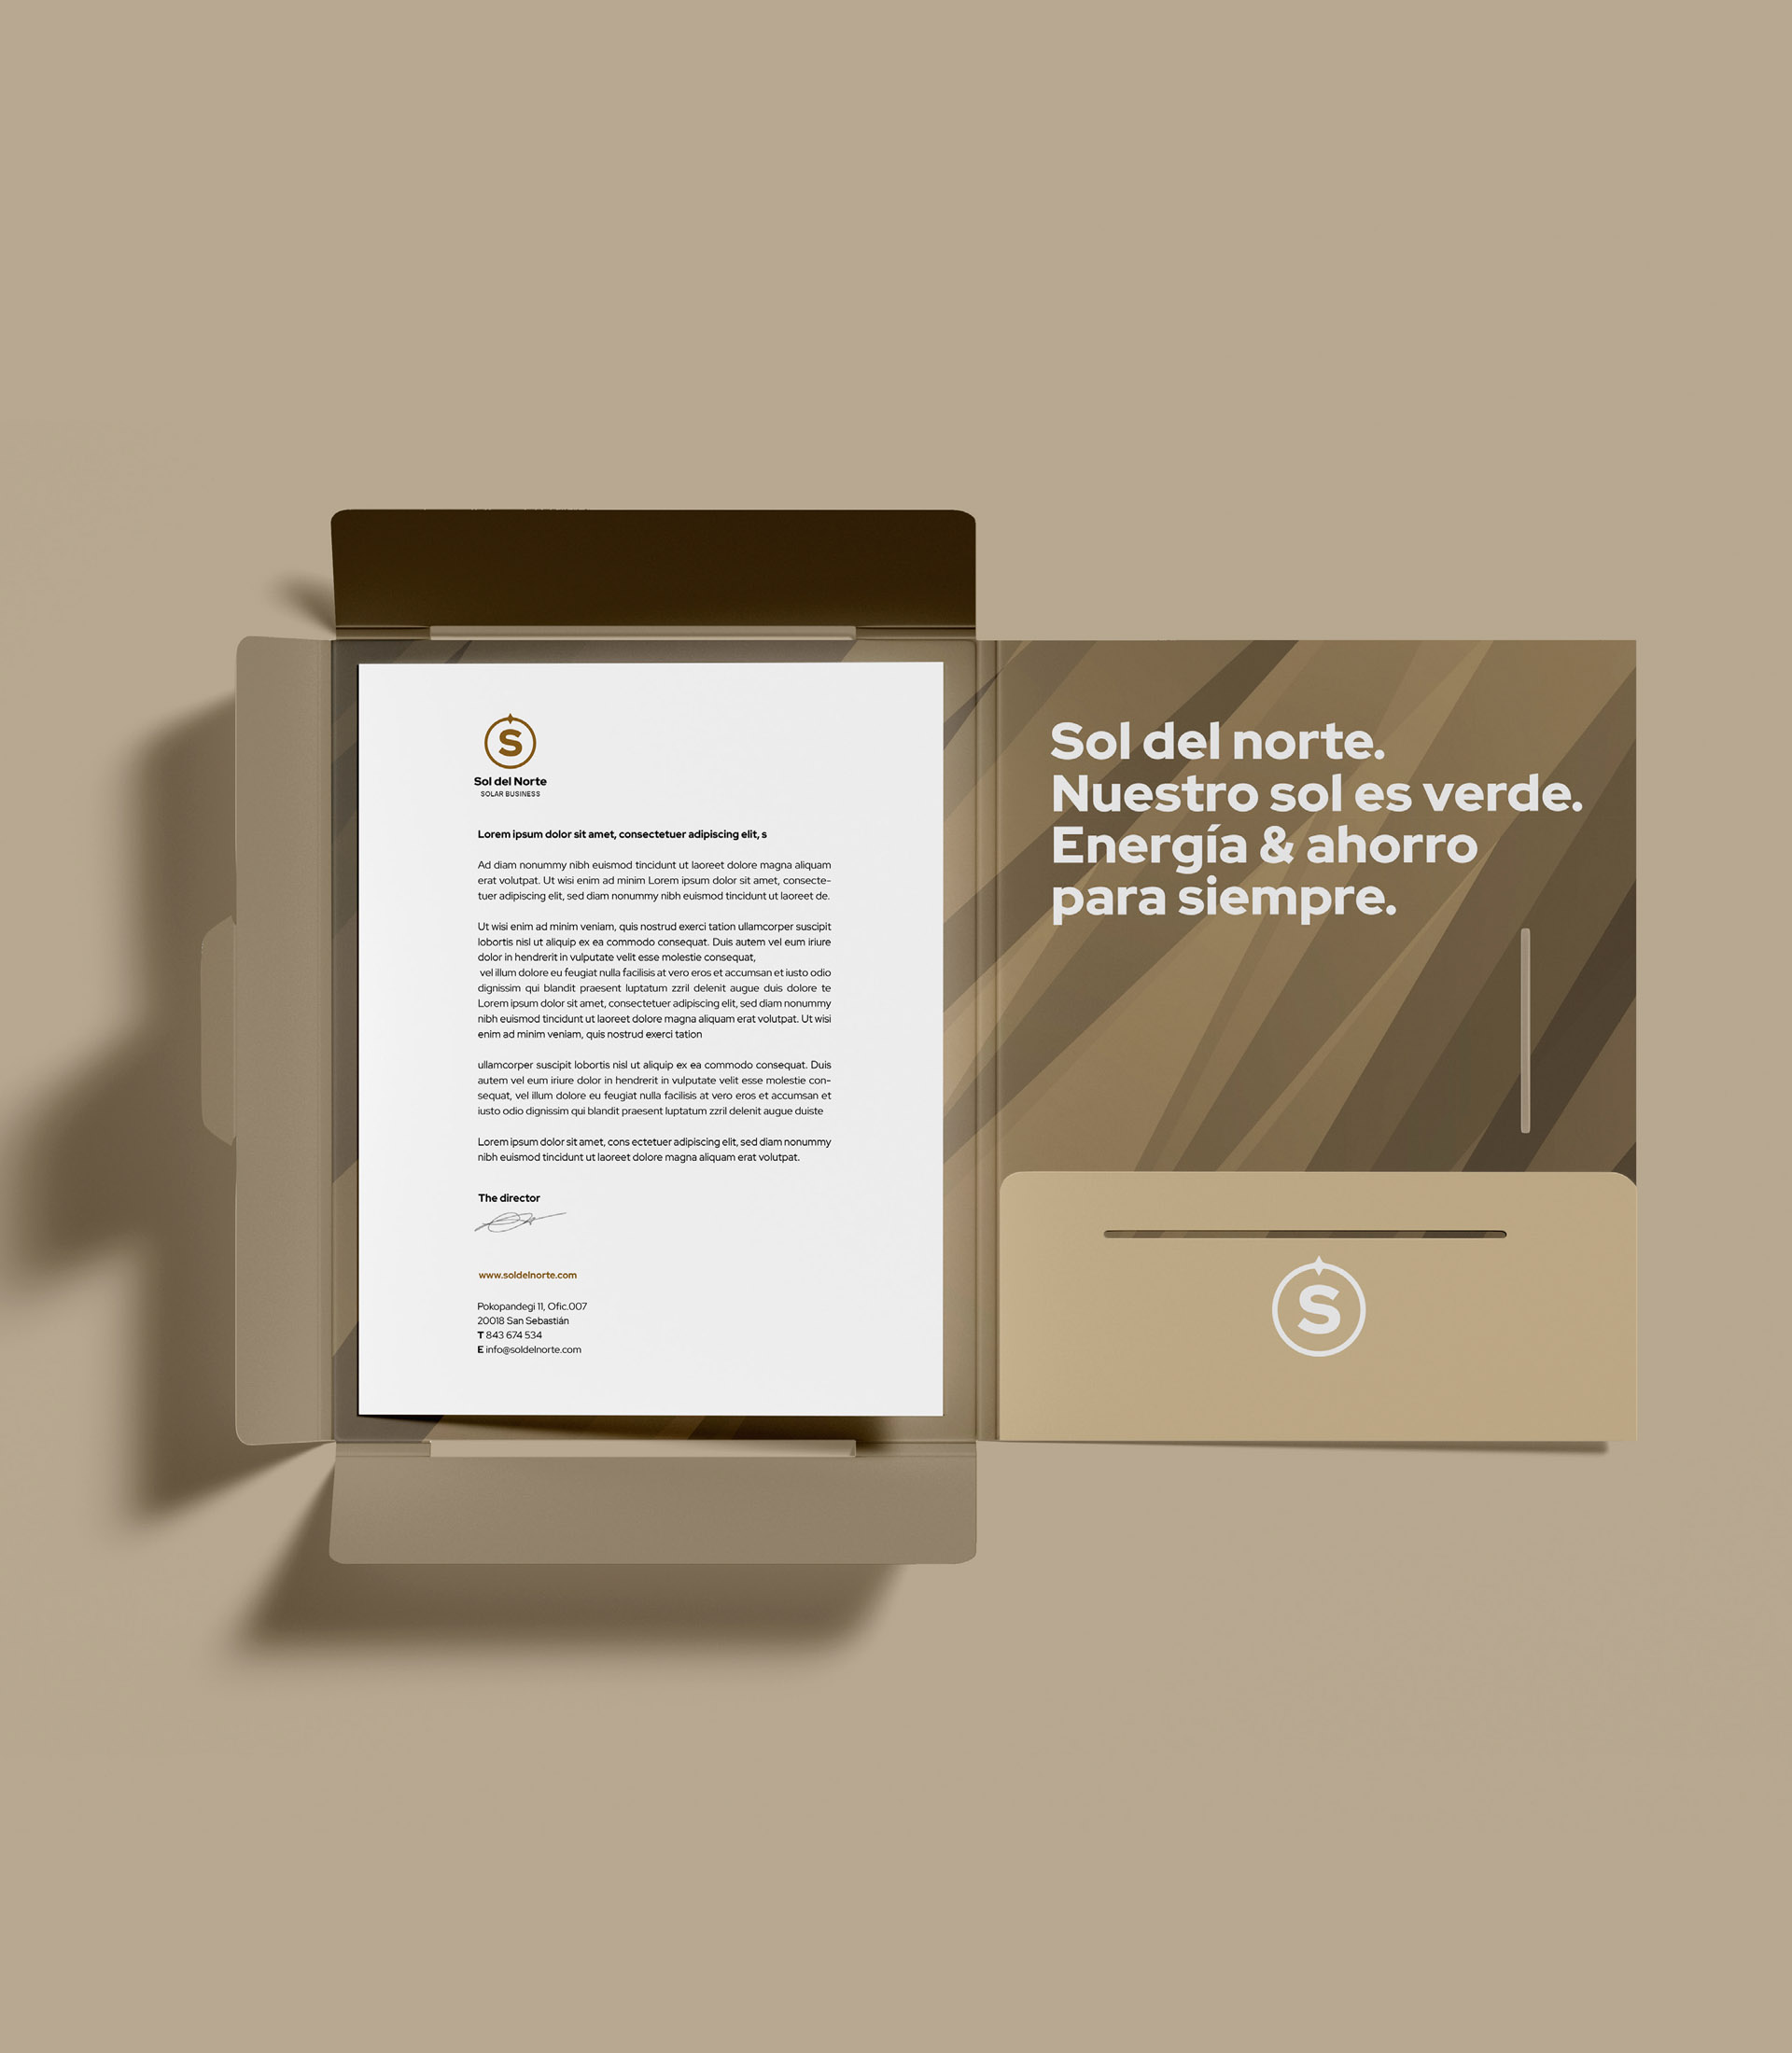 S
Sol del Norte
SOLAR BUSINESS
Lorem ipsum dolor sit amet, consectetuer adipiscing elit, s
Ad diam nonummy nibh euismod tincidunt ut laoreet dolore magna aliquam
erat volutpat. Ut wisi enim ad minim Lorem ipsum dolor sit amet, consecte-
tuer adipiscing elit, sed diam nonummy nibh euismod tincidunt ut laoreet de.
Ut wisi enim ad minim veniam, quis nostrud exerci tation ullamcorper suscipit
lobortis nisl ut aliquip ex ea commodo consequat. Duis autem vel eum iriure
dolor in hendrerit in vulputate velit esse molestie consequat,
vel illum dolore eu feugiat nulla facilisis at vero eros et accumsan et iusto odio
dignissim qui blandit praesent luptatum zzril delenit augue duis dolore te
Lorem ipsum dolor sit amet, consectetuer adipiscing elit, sed diam nonummy
nibh euismod tincidunt ut laoreet dolore magna aliquam erat volutpat. Ut wisi
enim ad minim veniam, quis nostrud exerci tation
ullamcorper suscipit lobortis nisl ut aliquip ex ea commodo consequat. Duis
autem vel eum iriure dolor in hendrerit in vulputate velit esse molestie con-
sequat, vel illum dolore eu feugiat nulla facilisis at vero eros et accumsan et
iusto odio dignissim qui blandit praesent luptatum zzril delenit augue duiste
Lorem ipsum dolor sit amet, cons ectetuer adipiscing elit, sed diam nonummy
nibh euismod tincidunt ut laoreet dolore magna aliquam erat volutpat.
The director
www.soldelnorte.com
Pokopandegi 11, Ofic.007
20018 San Sebastián
T 843 674 534
E info@soldelnorte.com
Sol del norte.
Nuestro sol es verde.
Energía & ahorro
para siempre.
S